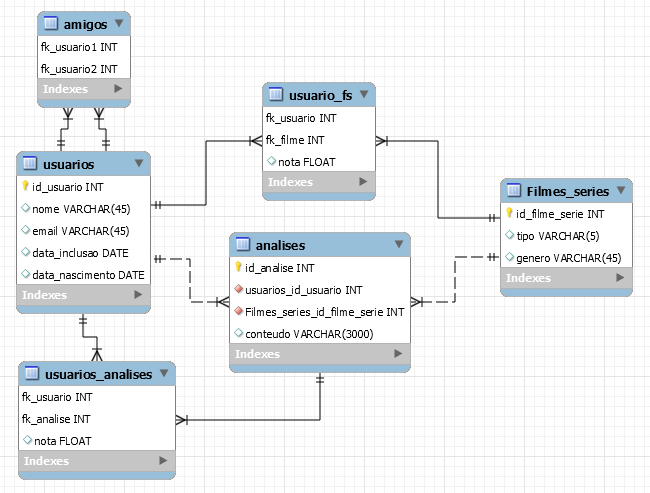 amigos
fk_usuario1 INT
fk_usuario2 INT
Indexes
usuario_fs
fk_usuario INT
fk_filme INT
nota FLOAT
Indexes
usuarios
id_usuario INT
nome VARCHAR(45)
email VARCHAR(45)
data_inclusao DATE
data_nascimento DATE
Indexes
Filmes_series
id_filme_serie INT
tipo VARCHAR(5)
genero VARCHAR(45)
Indexes
analises
id_analise INT
usuarios_id_usuario INT
Filmes_series_id_filme_serie INT
conteudo VARCHAR(3000)
Indexes
usuarios_analises
fk_usuario INT
fk_analise INT
nota FLOAT
Indexes